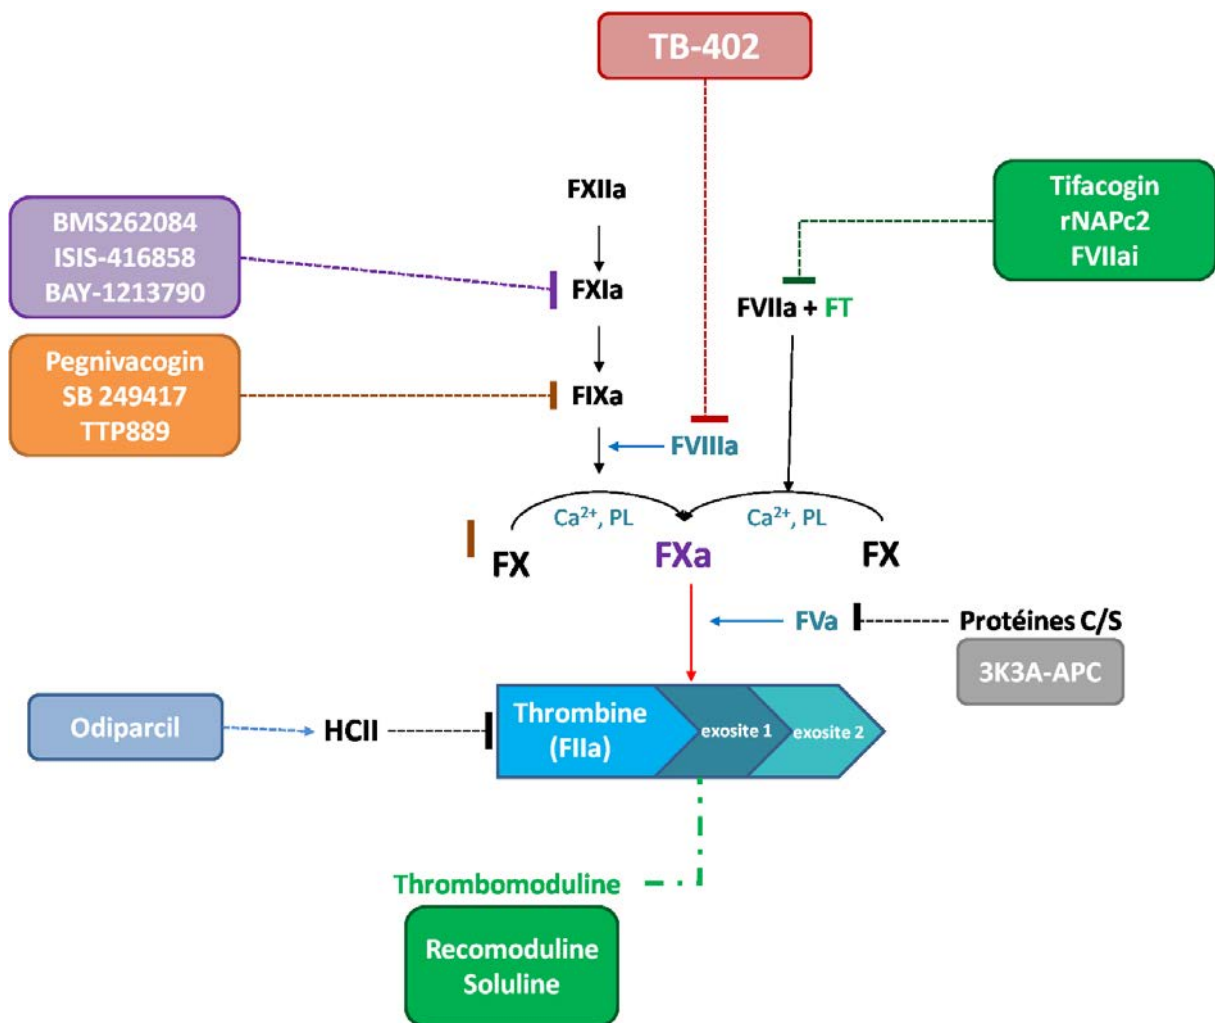 TB-402
FXIIa
BMS262084
ISIS-416858
BAY-1213790
FXIa
Tifacogin
rNAPc2
FVIIai
FVIIa + FT
Pegnivacogin
SB 249417
TTP889
FIXa
FVIIIa
Ca²⁺, PL
Ca²⁺, PL
FX
FXa
FX
FVa
Protéines C/S
3K3A-APC
Odiparcil
HCII
Thrombine
(FIIa)
exosite 1
exosite 2
Thrombomoduline
Recomoduline
Soluline